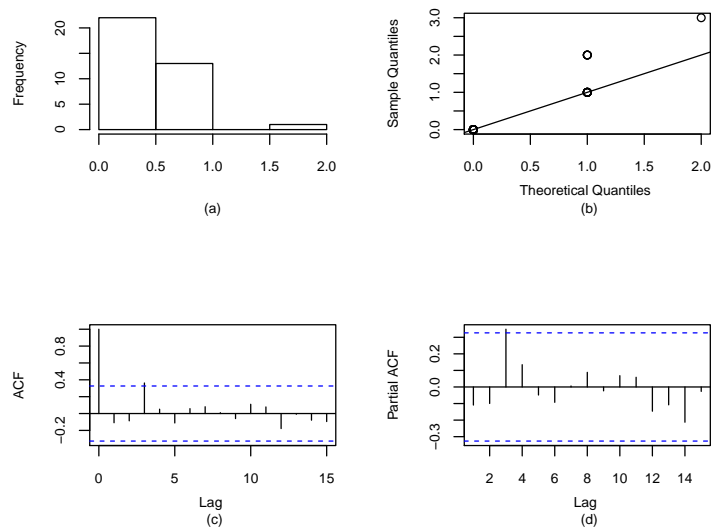 Frequency
0 10 20
0.0 0.5 1.0 1.5 2.0
(a)
Sample Quantiles
0.0 1.0 2.0 3.0
0.0 0.5 1.0 1.5 2.0
Theoretical Quantiles
(b)
ACF
−0.2 0.4 0.8
0 5 10 15
Lag
(c)
Partial ACF
−0.3 0.0 0.2
2 4 6 8 10 12 14
Lag
(d)